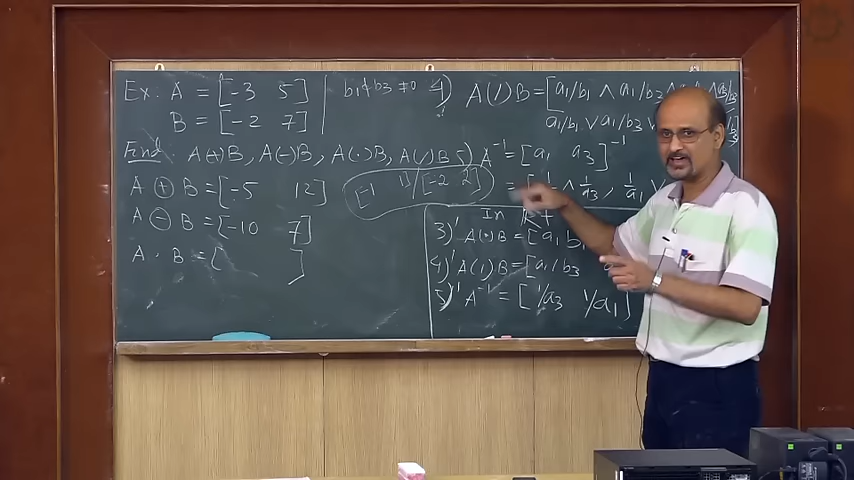 Ex: A = [-3 5]
B = [-2 7]
Find A(+)B, A(-)B, A(·)B, A(/)B
A ⊕ B = [-5 12]
A ⊖ B = [-10 7]
A · B = [ ]
b1 & b3 ≠ 0
4) A(/)B = [a1/b1 ∧ a1/b3 ∧
a1/b1 ∨ a1/b3 ∨
5) A⁻¹ = [a1 a3]⁻¹
= [ ∧ 1/a3, 1/a1 ∨
In R+
3)' A(·)B = [a1 b1
4)' A(/)B = [a1/b3
5)' A⁻¹ = [1/a3 1/a1]